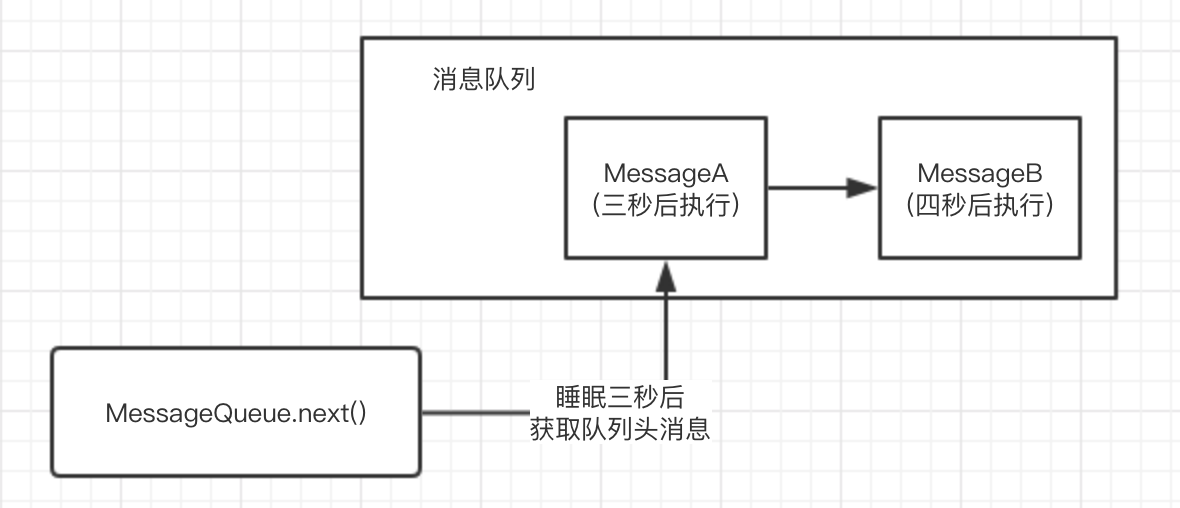 消息队列
MessageA
(三秒后执行)
MessageB
(四秒后执行)
MessageQueue.next()
睡眠三秒后
获取队列头消息